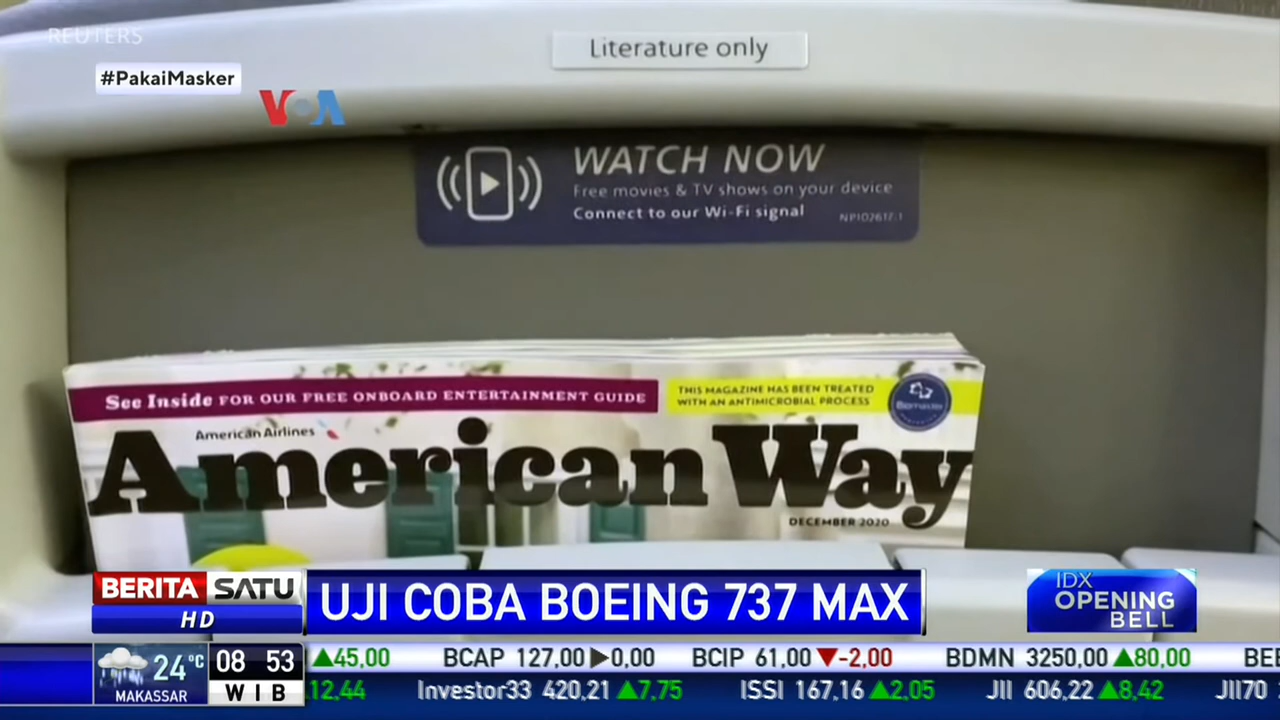 REUTERS
Literature only
#PakaiMasker
VOA
WATCH NOW
Free movies & TV shows on your device
Connect to our Wi-Fi signal
NP102617-1
See Inside FOR OUR FREE ONBOARD ENTERTAINMENT GUIDE
THIS MAGAZINE HAS BEEN TREATED
WITH AN ANTIMICROBIAL PROCESS
American Airlines
American Way
DECEMBER 2020
BERITA SATU
HD
UJI COBA BOEING 737 MAX
IDX
OPENING
BELL
24°C
MAKASSAR
08 53
WIB
▲45,00 BCAP 127,00 ▶0,00 BCIP 61,00 ▼-2,00 BDMN 3250,00 ▲80,00
12,44 Investor33 420,21 ▲7,75 ISSI 167,16 ▲2,05 JII 606,22 ▲8,42 JII70